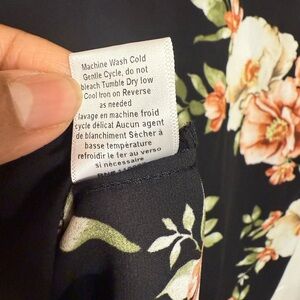 Machine Wash Cold
Gentle Cycle, do not
bleach Tumble Dry low
Cool Iron on Reverse
as needed
lavage en machine froid
cycle délicat Aucun agent
de blanchiment Sécher à
basse température
refroidir le fer au verso
si nécessaire